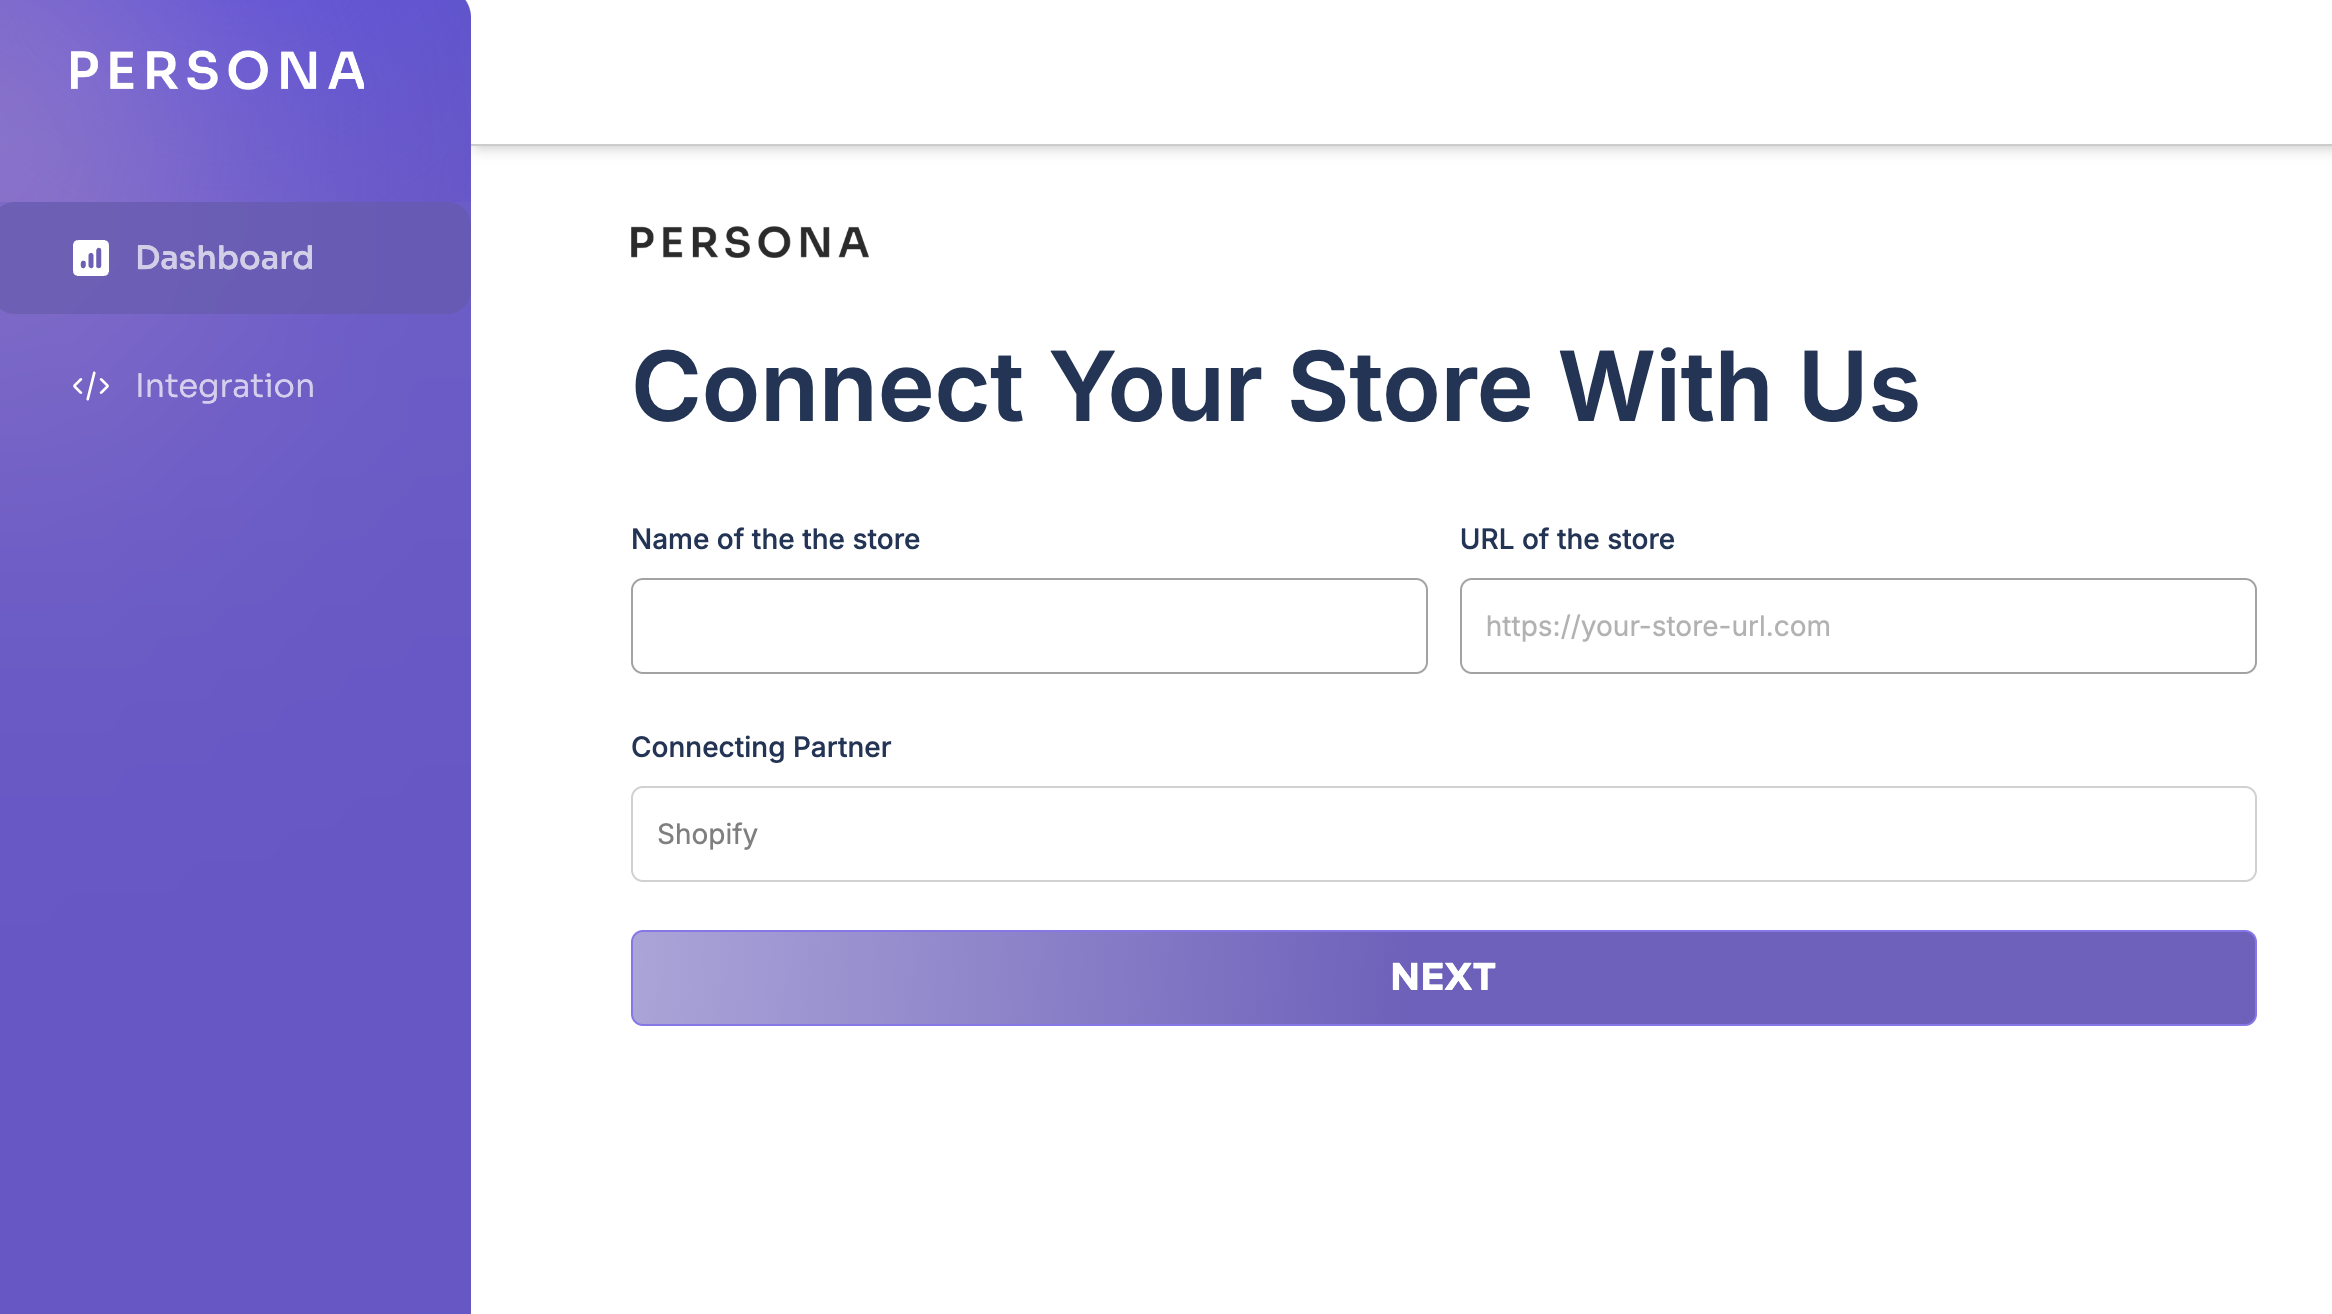 PERSONA
Dashboard
Integration
PERSONA
Connect Your Store With Us
Name of the the store
URL of the store
https://your-store-url.com
Connecting Partner
Shopify
NEXT